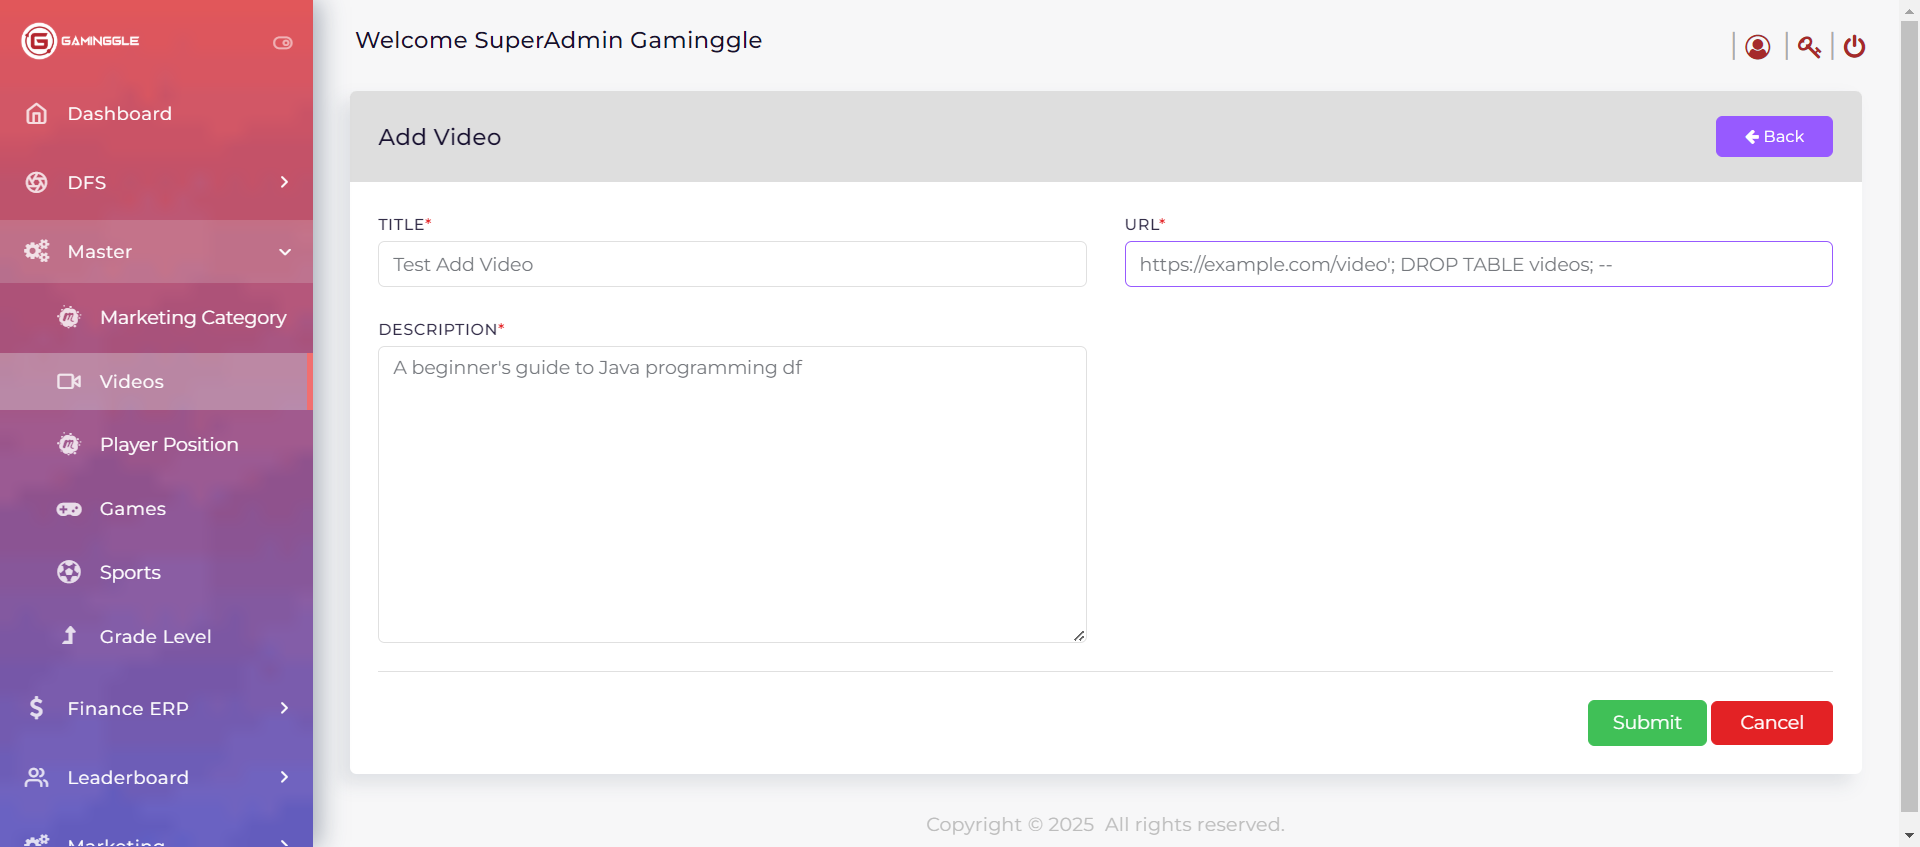 GAMINGGLE
Welcome SuperAdmin Gaminggle
Dashboard
DFS
Master
Marketing Category
Videos
Player Position
Games
Sports
Grade Level
Finance ERP
Leaderboard
Marketing
Add Video
Back
TITLE*
Test Add Video
URL*
https://example.com/video'; DROP TABLE videos; --
DESCRIPTION*
A beginner's guide to Java programming df
Submit
Cancel
Copyright © 2025 All rights reserved.